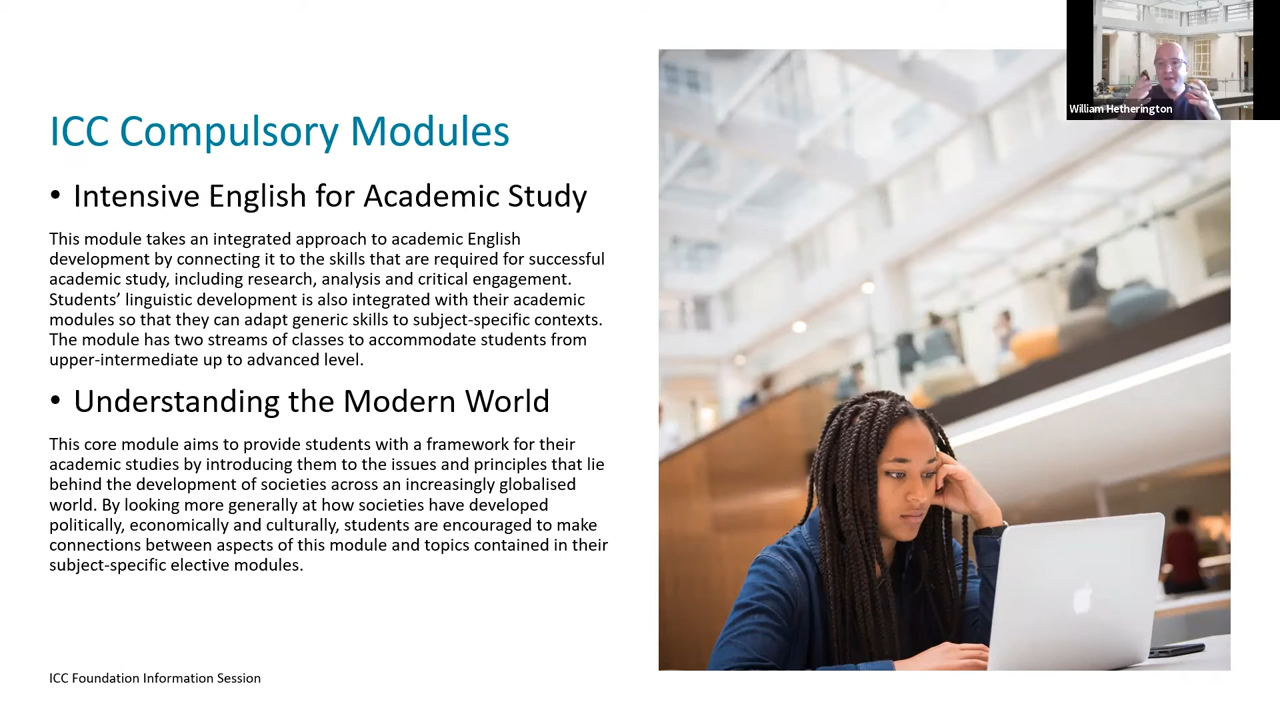 William Hetherington
ICC Compulsory Modules
• Intensive English for Academic Study
This module takes an integrated approach to academic English
development by connecting it to the skills that are required for successful
academic study, including research, analysis and critical engagement.
Students’ linguistic development is also integrated with their academic
modules so that they can adapt generic skills to subject-specific contexts.
The module has two streams of classes to accommodate students from
upper-intermediate up to advanced level.
• Understanding the Modern World
This core module aims to provide students with a framework for their
academic studies by introducing them to the issues and principles that lie
behind the development of societies across an increasingly globalised
world. By looking more generally at how societies have developed
politically, economically and culturally, students are encouraged to make
connections between aspects of this module and topics contained in their
subject-specific elective modules.
ICC Foundation Information Session